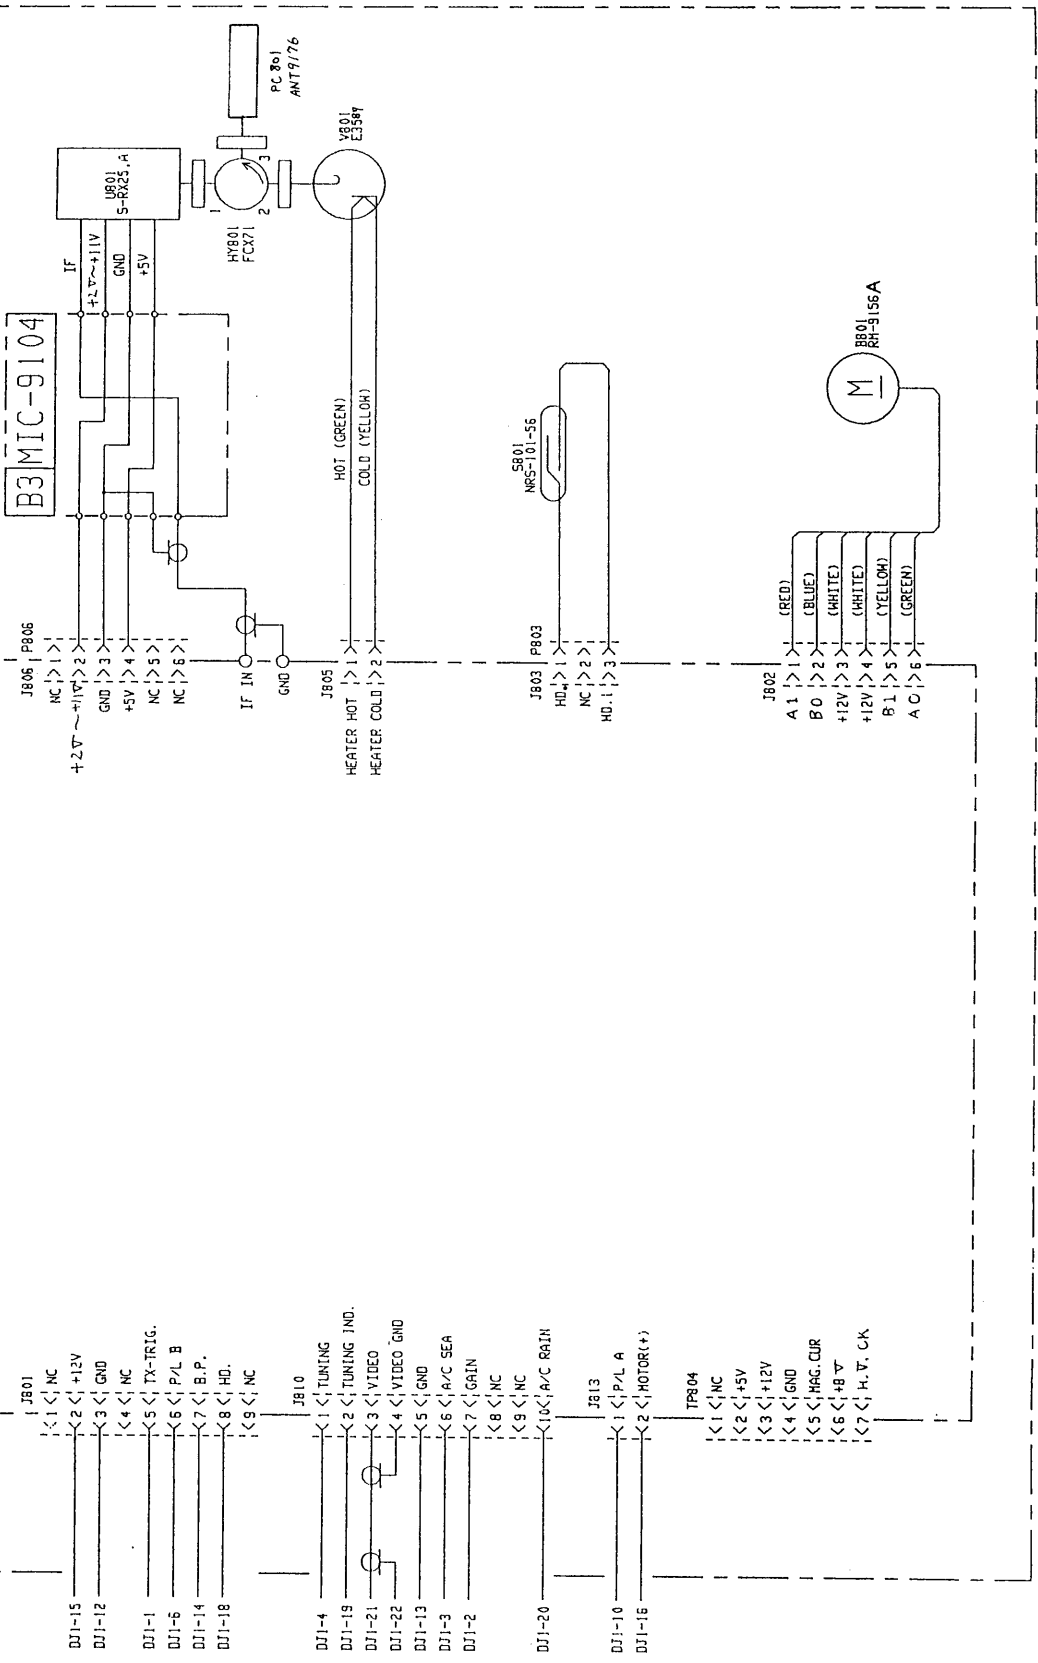 B3 MIC-9104
U801
S-RX25.A
IF
+2V~+11V
GND
+5V
1
2
3
HY801
FCX71
PC 801
ANT9176
V801
E3589
HOT (GREEN)
COLD (YELLOW)
S801
NRS-101-56
M
B801
RM-9156A
J806 P806
NC 1
+2V~+11V 2
GND 3
+5V 4
NC 5
NC 6
IF IN
GND
J805
HEATER HOT 1
HEATER COLD 2
J803 P803
HD. 1
NC 2
HD.i 3
J802
A1 1 (RED)
B0 2 (BLUE)
+12V 3 (WHITE)
+12V 4 (WHITE)
B1 5 (YELLOW)
A0 6 (GREEN)
J801
1 NC
DJ1-15 2 +12V
DJ1-12 3 GND
4 NC
DJ1-1 5 TX-TRIG.
DJ1-6 6 P/L B
DJ1-14 7 B.P.
DJ1-18 8 HD.
9 NC
J810
DJ1-4 1 TUNING
DJ1-19 2 TUNING IND.
DJ1-21 3 VIDEO
DJ1-22 4 VIDEO GND
DJ1-13 5 GND
DJ1-3 6 A/C SEA
DJ1-2 7 GAIN
8 NC
9 NC
DJ1-20 10 A/C RAIN
J813
DJ1-10 1 P/L A
DJ1-16 2 MOTOR(+)
TP804
1 NC
2 +5V
3 +12V
4 GND
5 MAG.CUR
6 +B V
7 H.V. CK